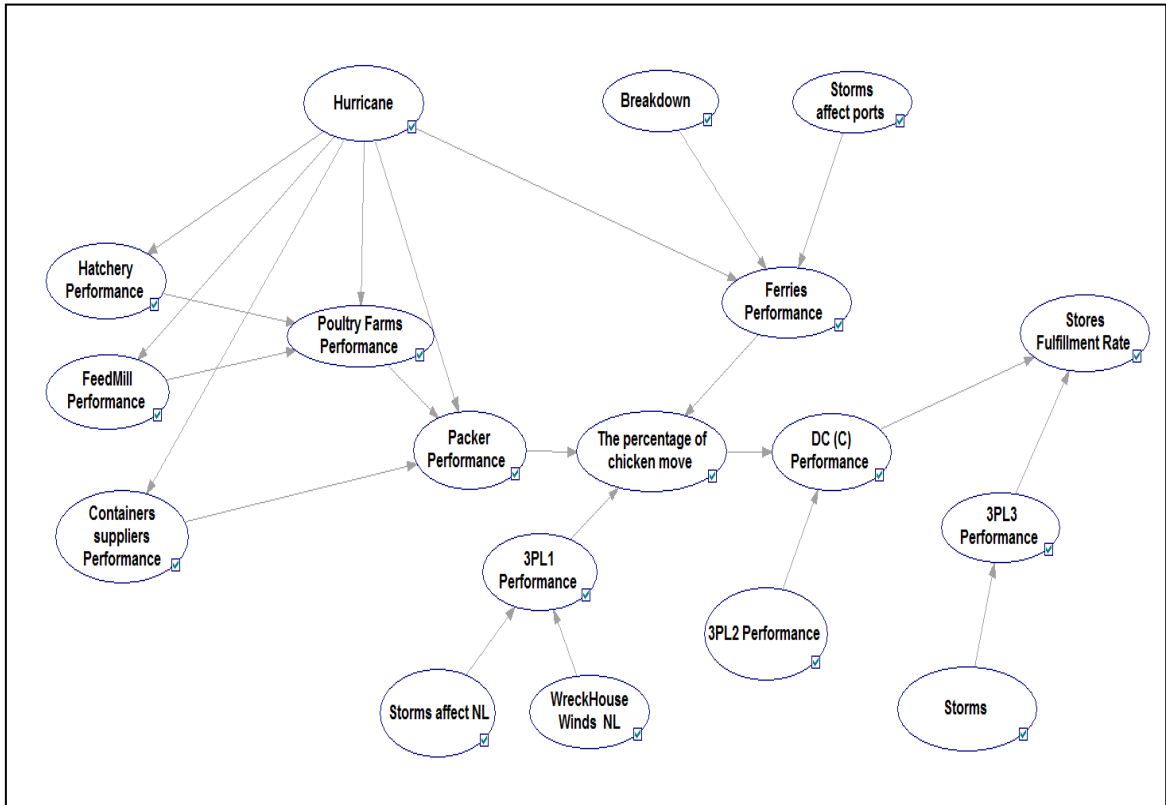 Hurricane
Breakdown
Storms
affect ports
Hatchery
Performance
Ferries
Performance
Poultry Farms
Performance
Stores
Fulfillment Rate
FeedMill
Performance
Packer
Performance
The percentage of
chicken move
DC (C)
Performance
Containers
suppliers
Performance
3PL1
Performance
3PL3
Performance
3PL2 Performance
Storms affect NL
WreckHouse
Winds NL
Storms